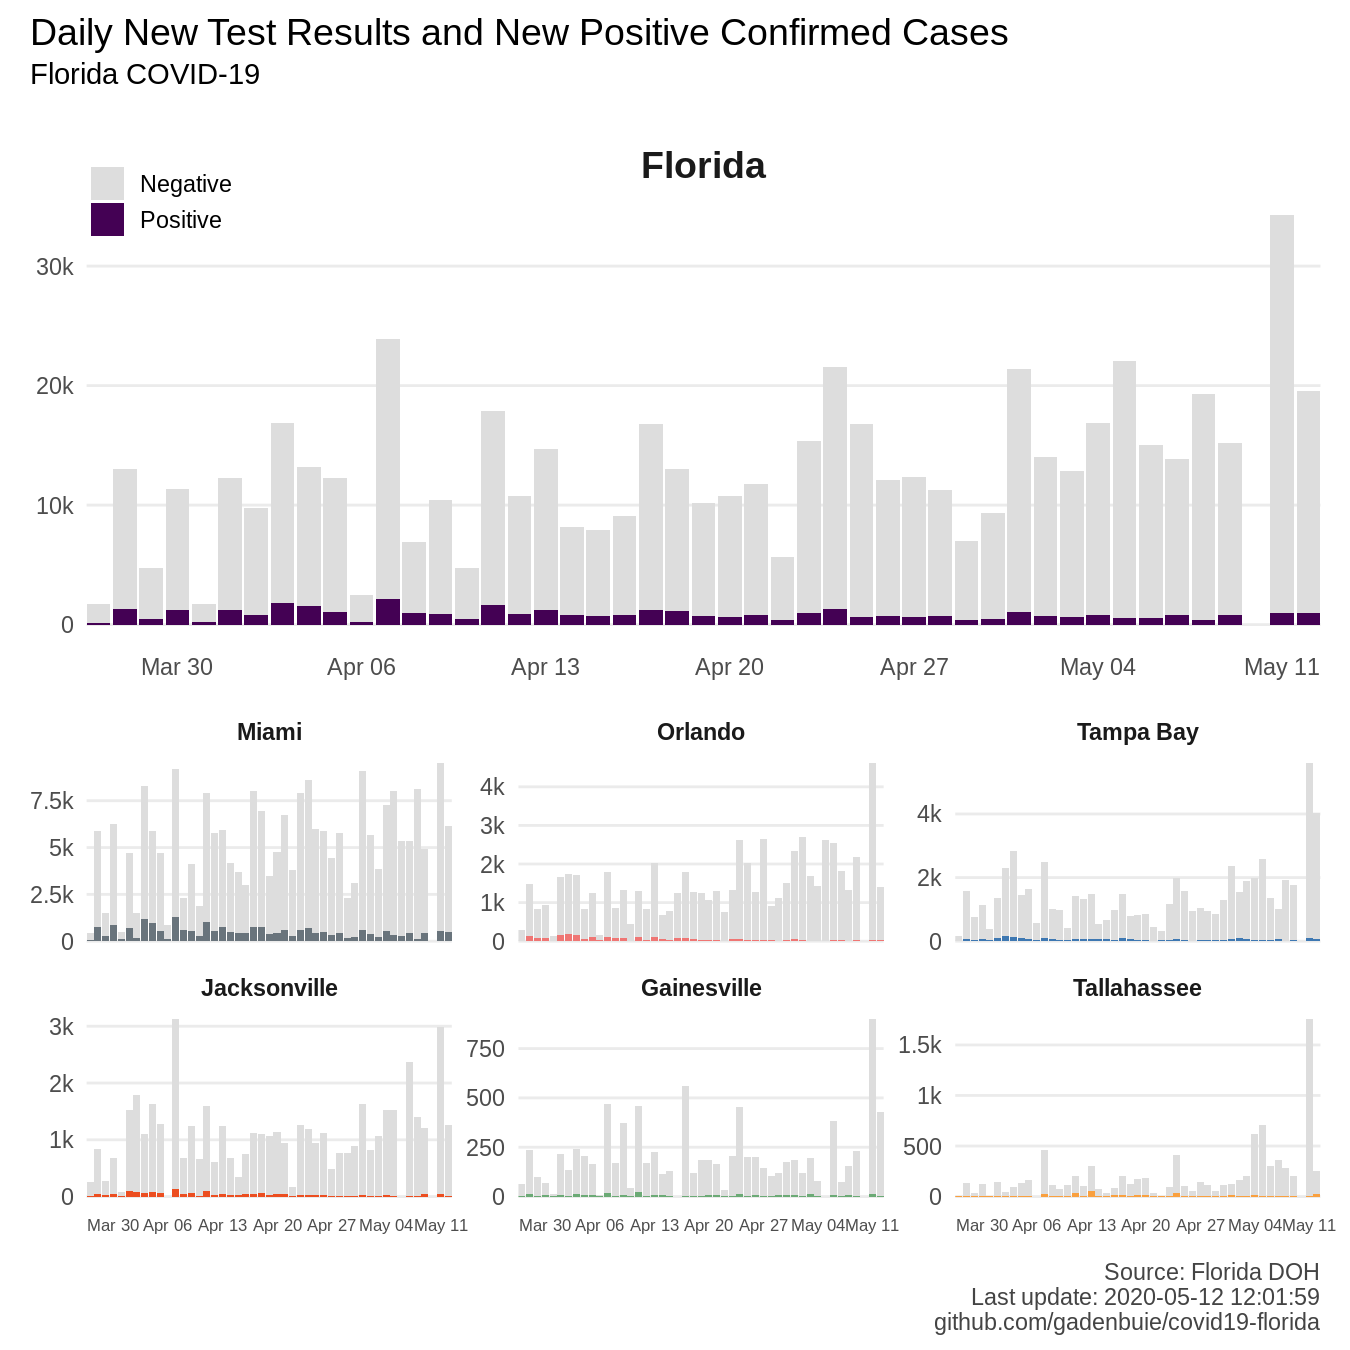 Daily New Test Results and New Positive Confirmed Cases
Florida COVID-19
Florida
Negative
Positive
30k
20k
10k
0
Mar 30 Apr 06 Apr 13 Apr 20 Apr 27 May 04 May 11
Miami Orlando Tampa Bay
7.5k
5k
2.5k
0
4k
3k
2k
1k
0
4k
2k
0
Jacksonville Gainesville Tallahassee
3k
2k
1k
0
750
500
250
0
1.5k
1k
500
0
Mar 30 Apr 06 Apr 13 Apr 20 Apr 27 May 04 May 11
Mar 30 Apr 06 Apr 13 Apr 20 Apr 27 May 04 May 11
Mar 30 Apr 06 Apr 13 Apr 20 Apr 27 May 04 May 11
Source: Florida DOH
Last update: 2020-05-12 12:01:59
github.com/gadenbuie/covid19-florida